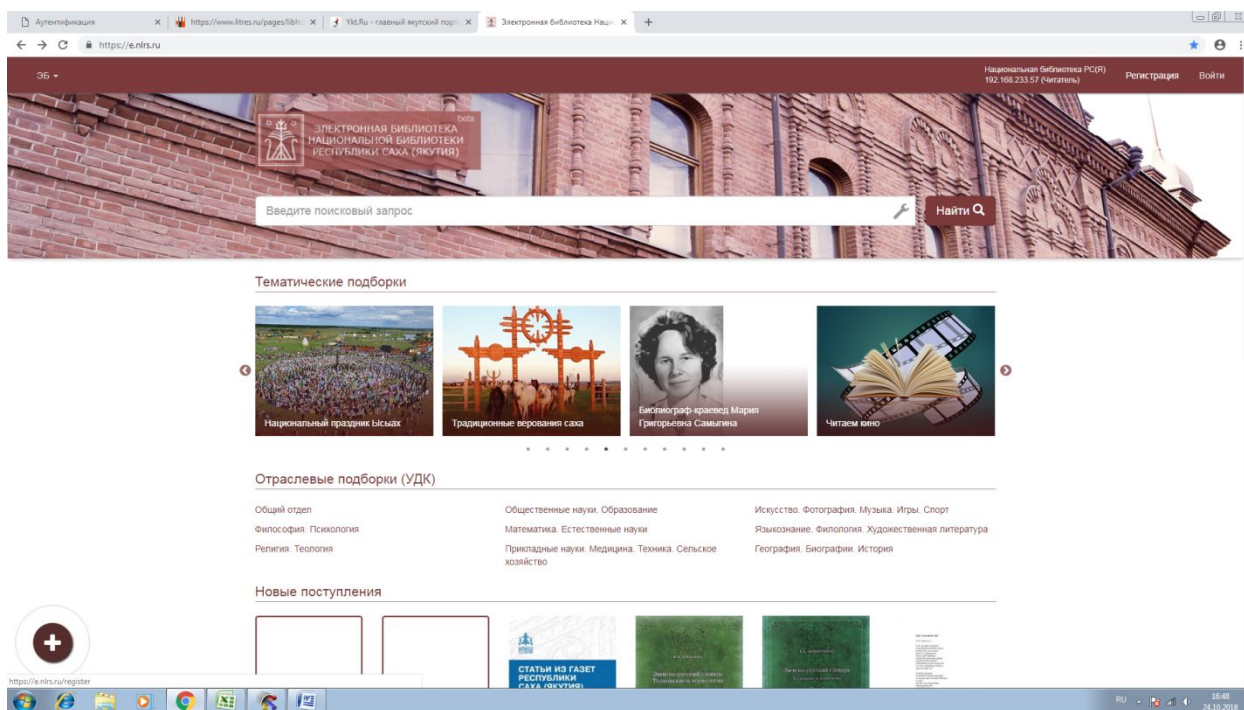 Аутентификация
https://www.litres.ru/pages/libho
Ykt.Ru - главный якутский порт
Электронная библиотека Наци
https://e.nlrs.ru
ЭБ
Национальная библиотека РС(Я)
192.168.233.57 (Читатель)
Регистрация
Войти
beta
ЭЛЕКТРОННАЯ БИБЛИОТЕКА
НАЦИОНАЛЬНОЙ БИБЛИОТЕКИ
РЕСПУБЛИКИ САХА (ЯКУТИЯ)
Введите поисковый запрос
Найти
Тематические подборки
Национальный праздник Ысыах
Традиционные верования саха
Библиограф-краевед Мария
Григорьевна Самыгина
Читаем кино
Отраслевые подборки (УДК)
Общий отдел
Философия. Психология
Религия. Теология
Общественные науки. Образование
Математика. Естественные науки
Прикладные науки. Медицина. Техника. Сельское
хозяйство
Искусство. Фотография. Музыка. Игры. Спорт
Языкознание. Филология. Художественная литература
География. Биографии. История
Новые поступления
СТАТЬИ ИЗ ГАЗЕТ
РЕСПУБЛИКИ
САХА (ЯКУТИЯ)
https://e.nlrs.ru/register
RU
16:48
24.10.2018